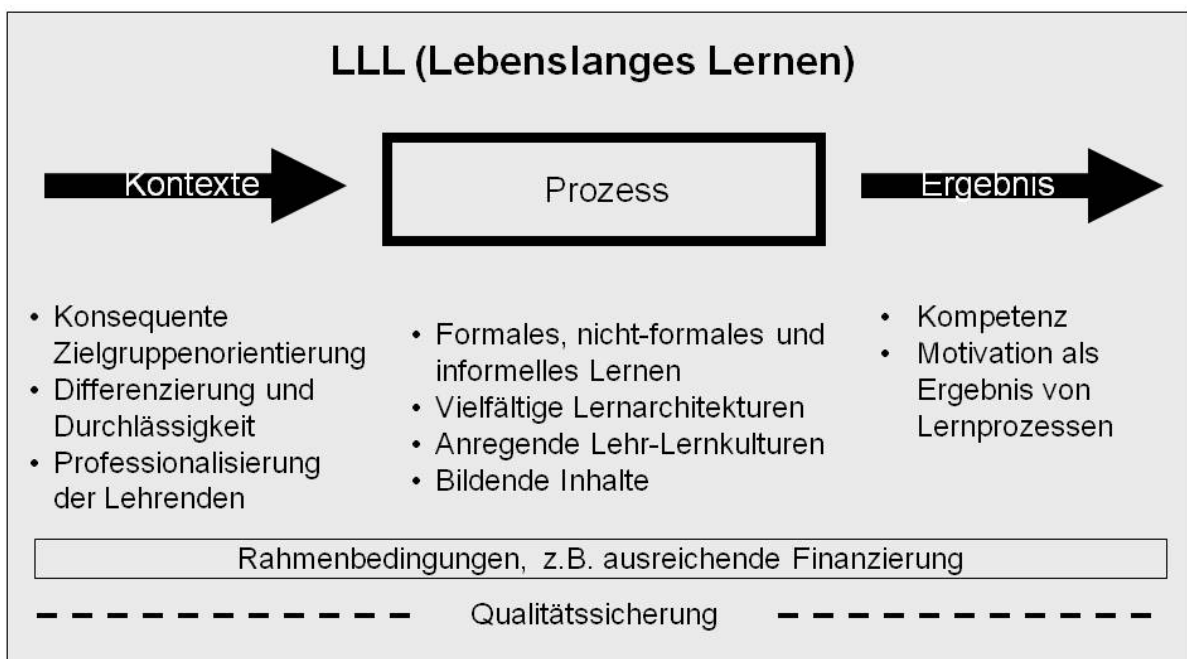 LLL (Lebenslanges Lernen)
Kontexte
Prozess
Ergebnis
• Konsequente
Zielgruppenorientierung
• Differenzierung und
Durchlässigkeit
• Professionalisierung
der Lehrenden
• Formales, nicht-formales und
informelles Lernen
• Vielfältige Lernarchitekturen
• Anregende Lehr-Lernkulturen
• Bildende Inhalte
• Kompetenz
• Motivation als
Ergebnis von
Lernprozessen
Rahmenbedingungen, z.B. ausreichende Finanzierung
Qualitätssicherung